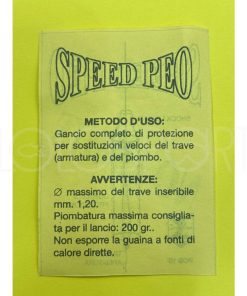 SPEED PEO
METODO D'USO:
Gancio completo di protezione
per sostituzioni veloci del trave
(armatura) e del piombo.
AVVERTENZE:
Ø massimo del trave inseribile
mm. 1,20.
Piombatura massima consiglia-
ta per il lancio: 200 gr..
Non esporre la guaina a fonti di
calore dirette.